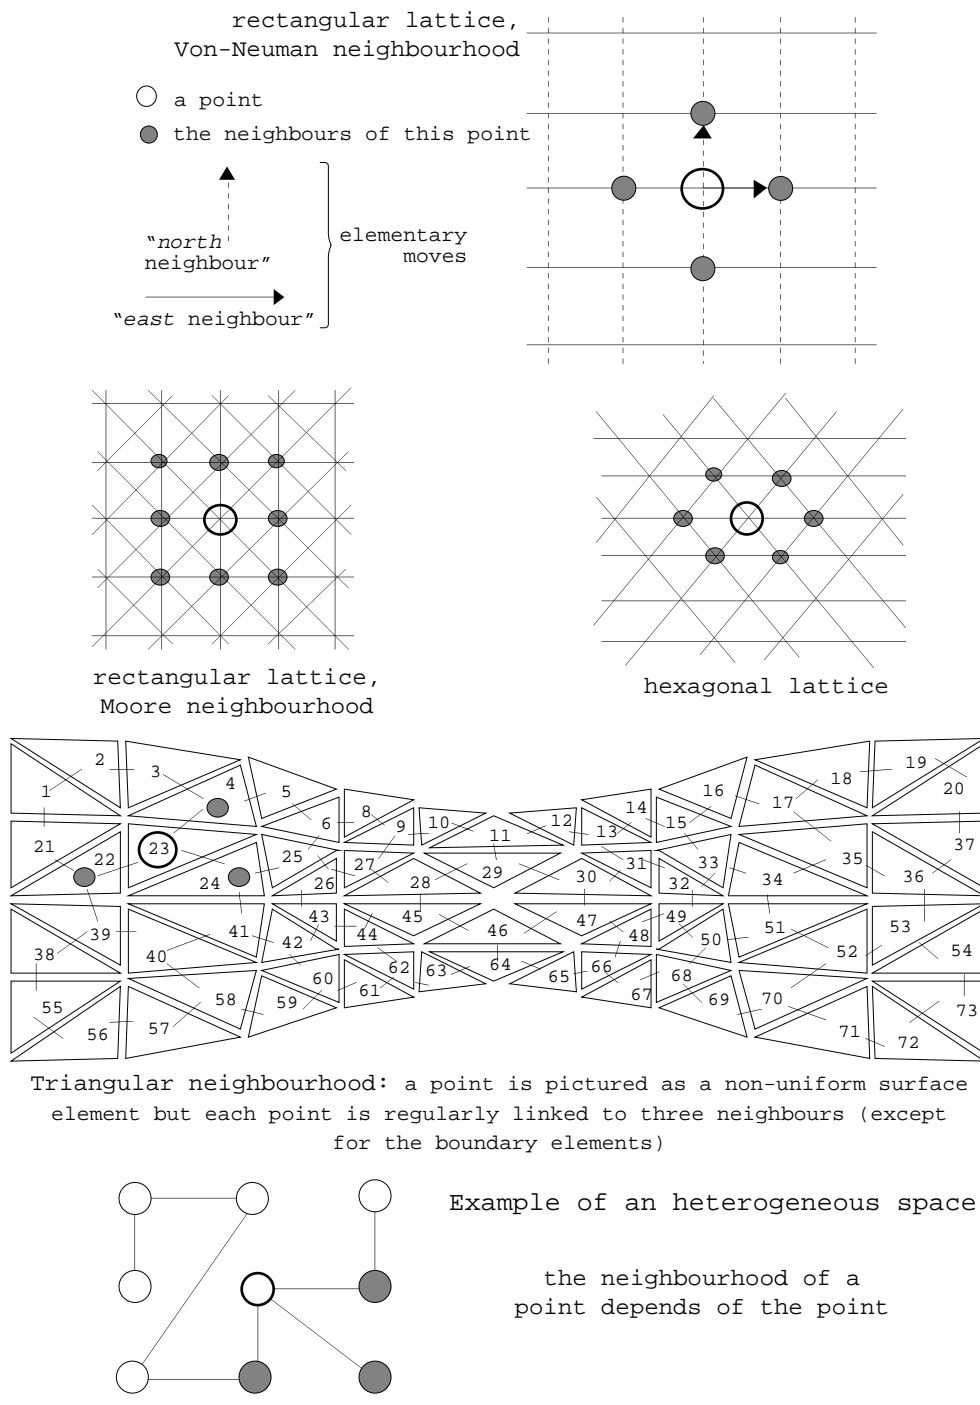 rectangular lattice,
Von-Neuman neighbourhood
a point
the neighbours of this point
“north
neighbour”
elementary
moves
“east neighbour”
rectangular lattice,
Moore neighbourhood
hexagonal lattice
1 2 3 4 5 6 8 9 10 11 12 13 14 15 16 17 18 19 20
21 22 23 24 25 26 27 28 29 30 31 32 33 34 35 36 37
38 39 40 41 42 43 44 45 46 47 48 49 50 51 52 53 54
55 56 57 58 59 60 61 62 63 64 65 66 67 68 69 70 71 72 73
Triangular neighbourhood: a point is pictured as a non-uniform surface
element but each point is regularly linked to three neighbours (except
for the boundary elements)
Example of an heterogeneous space
the neighbourhood of a
point depends of the point